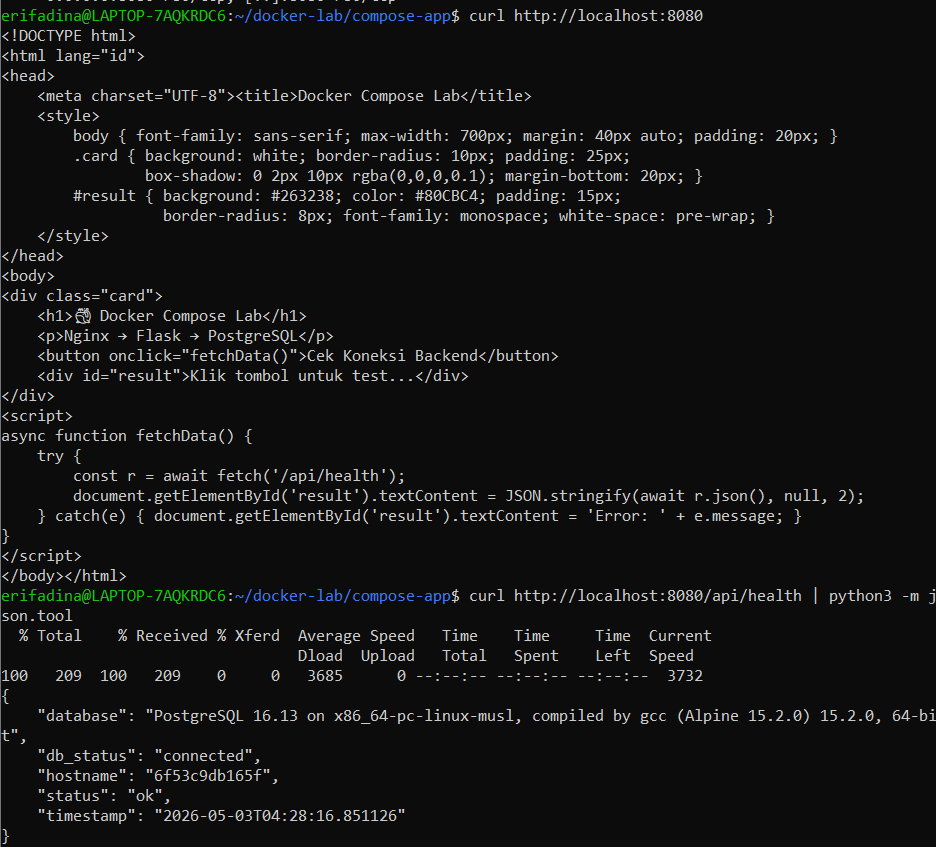 erifadina@LAPTOP-7AQKRDC6:~/docker-lab/compose-app$ curl http://localhost:8080
<!DOCTYPE html>
<html lang="id">
<head>
    <meta charset="UTF-8"><title>Docker Compose Lab</title>
    <style>
        body { font-family: sans-serif; max-width: 700px; margin: 40px auto; padding: 20px; }
        .card { background: white; border-radius: 10px; padding: 25px;
                box-shadow: 0 2px 10px rgba(0,0,0,0.1); margin-bottom: 20px; }
        #result { background: #263238; color: #80CBC4; padding: 15px;
                  border-radius: 8px; font-family: monospace; white-space: pre-wrap; }
    </style>
</head>
<body>
<div class="card">
    <h1> Docker Compose Lab</h1>
    <p>Nginx → Flask → PostgreSQL</p>
    <button onclick="fetchData()">Cek Koneksi Backend</button>
    <div id="result">Klik tombol untuk test...</div>
</div>
<script>
async function fetchData() {
    try {
        const r = await fetch('/api/health');
        document.getElementById('result').textContent = JSON.stringify(await r.json(), null, 2);
    } catch(e) { document.getElementById('result').textContent = 'Error: ' + e.message; }
}
</script>
</body></html>
erifadina@LAPTOP-7AQKRDC6:~/docker-lab/compose-app$ curl http://localhost:8080/api/health | python3 -m j
son.tool
  % Total    % Received % Xferd  Average Speed   Time    Time     Time  Current
                                 Dload  Upload   Total   Spent    Left  Speed
100   209  100   209    0     0   3685      0 --:--:-- --:--:-- --:--:--  3732
{
    "database": "PostgreSQL 16.13 on x86_64-pc-linux-musl, compiled by gcc (Alpine 15.2.0) 15.2.0, 64-bi
t",
    "db_status": "connected",
    "hostname": "6f53c9db165f",
    "status": "ok",
    "timestamp": "2026-05-03T04:28:16.851126"
}